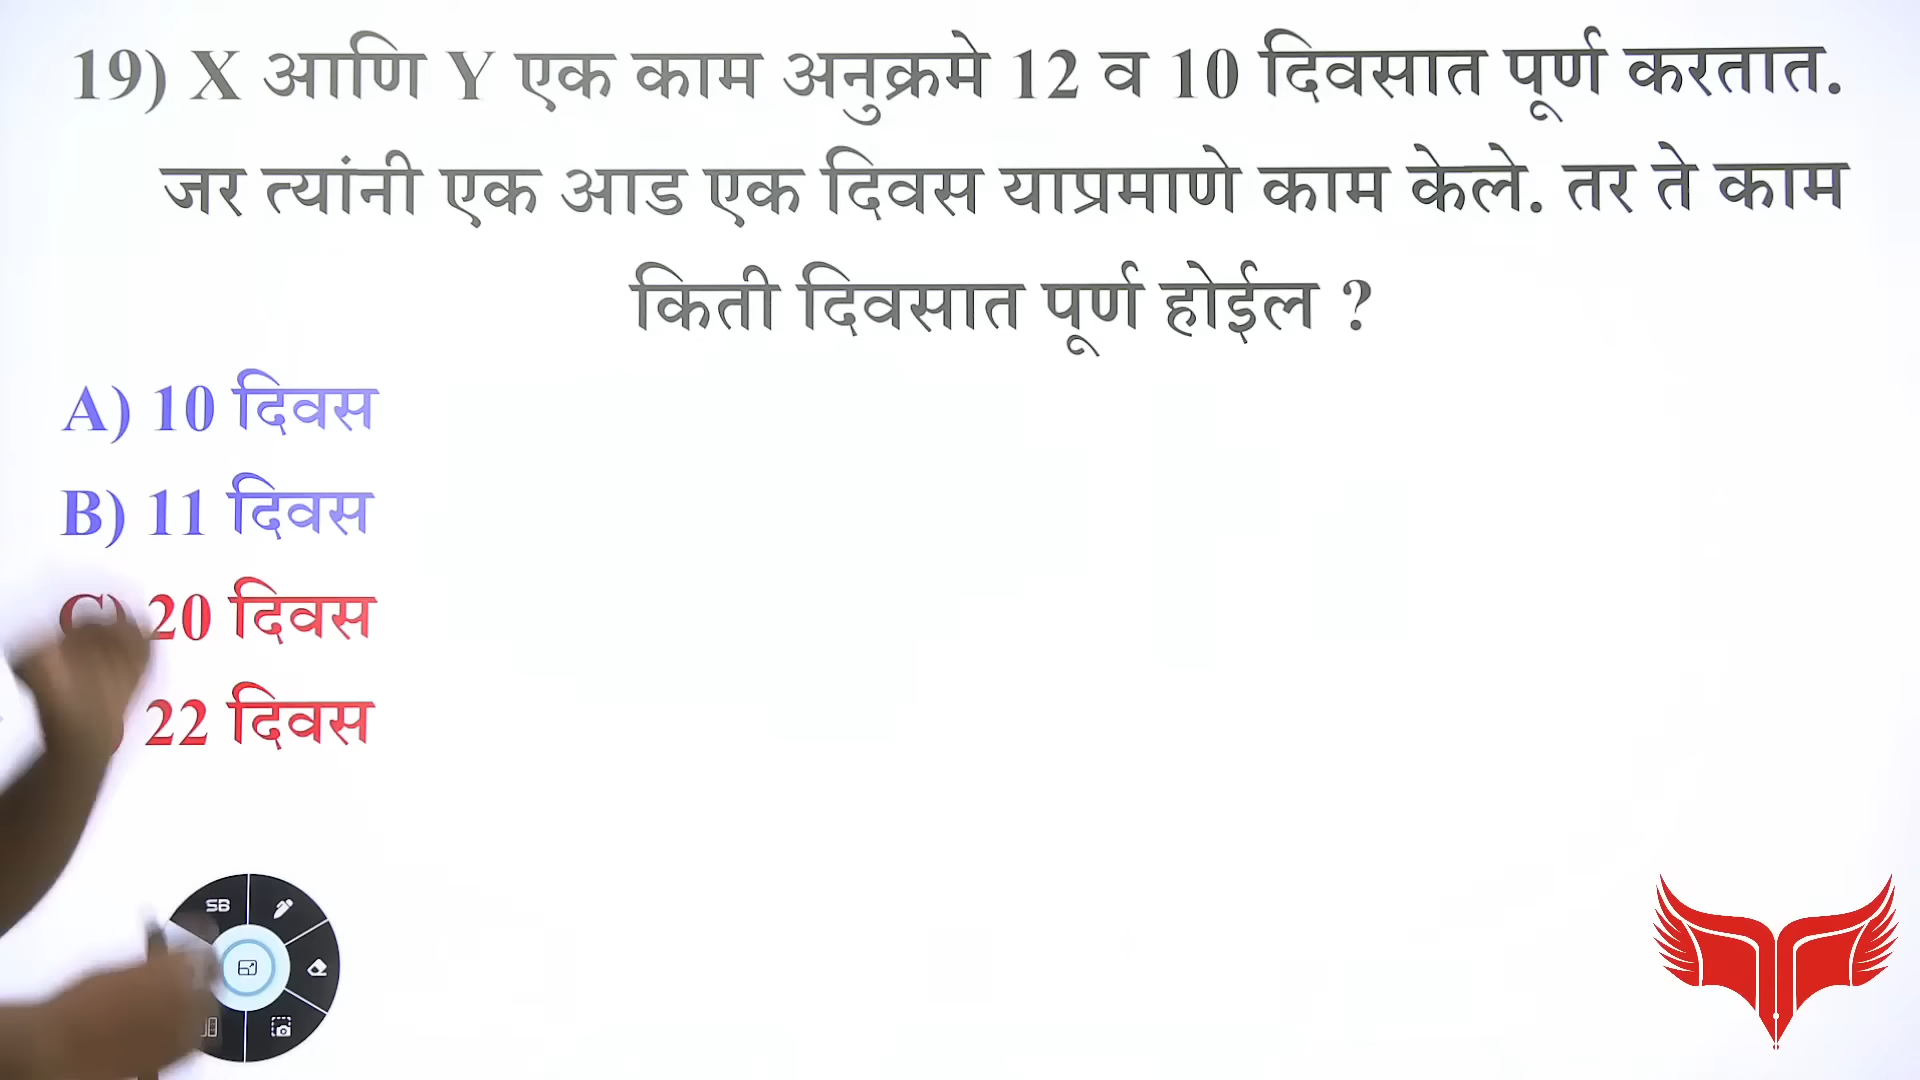 19) X आणि Y एक काम अनुक्रमे 12 व 10 दिवसात पूर्ण करतात.
जर त्यांनी एक आड एक दिवस याप्रमाणे काम केले. तर ते काम
किती दिवसात पूर्ण होईल ?
A) 10 दिवस
B) 11 दिवस
C) 20 दिवस
) 22 दिवस
SB